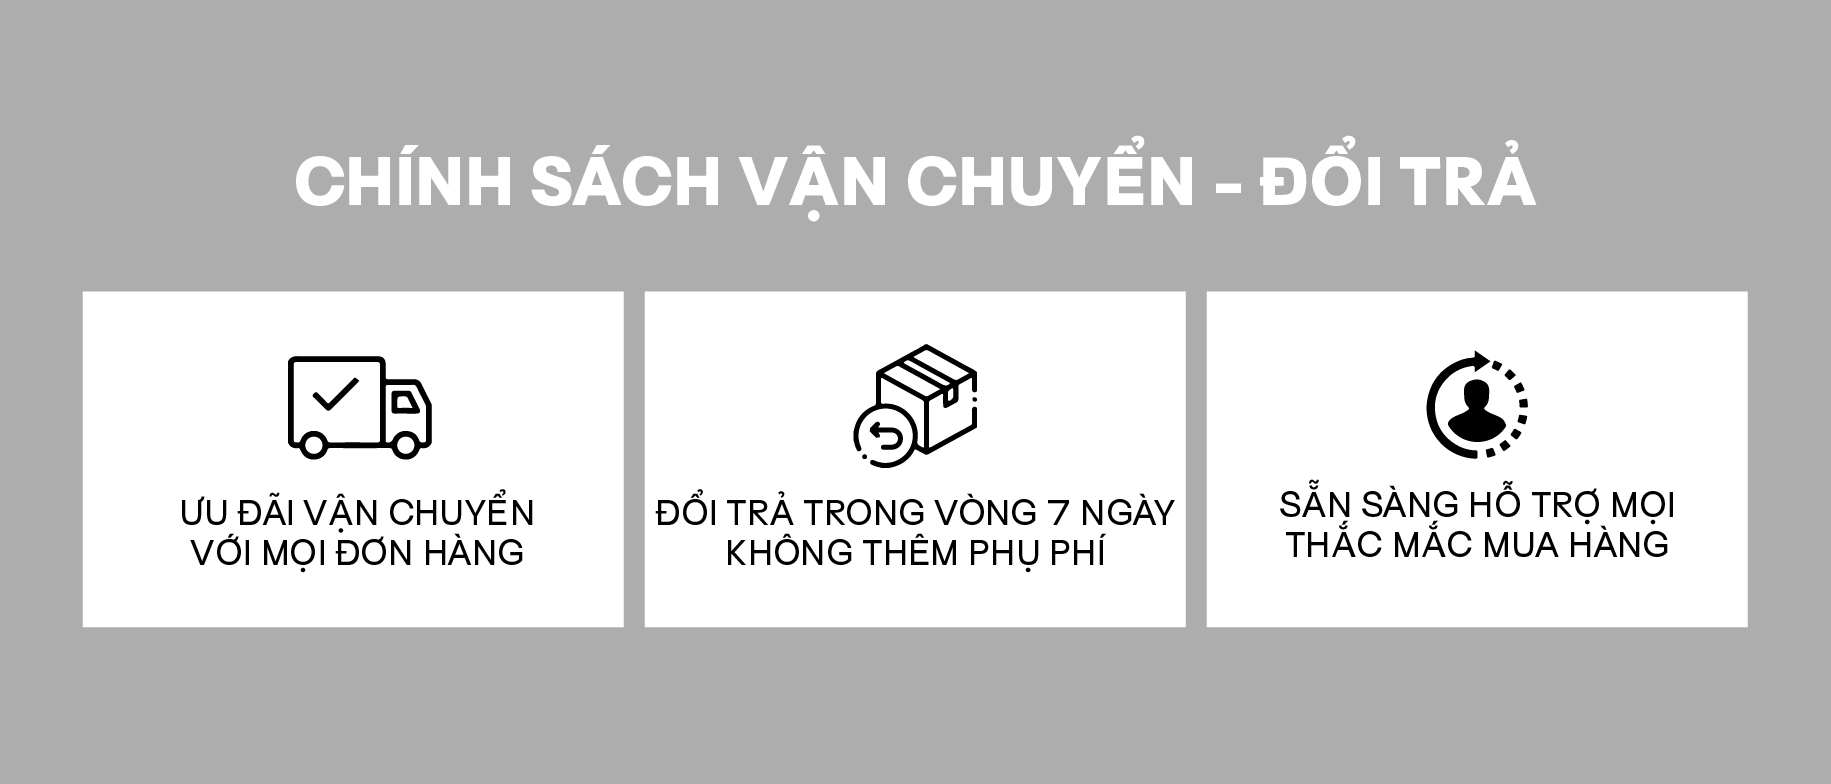 CHÍNH SÁCH VẬN CHUYỂN - ĐỔI TRẢ
ƯU ĐÃI VẬN CHUYỂN
VỚI MỌI ĐƠN HÀNG
ĐỔI TRẢ TRONG VÒNG 7 NGÀY
KHÔNG THÊM PHỤ PHÍ
SẴN SÀNG HỖ TRỢ MỌI
THẮC MẮC MUA HÀNG